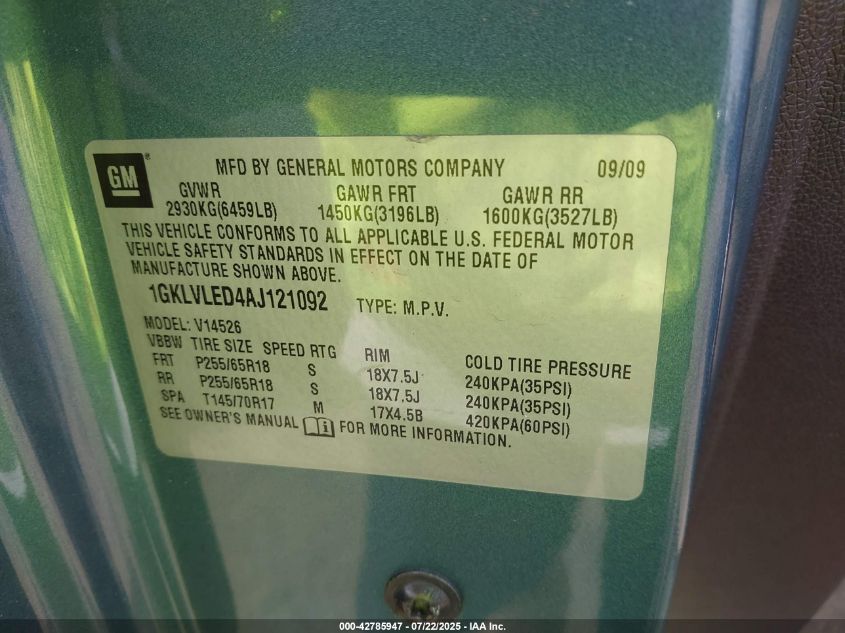 GM ® MFD BY GENERAL MOTORS COMPANY 09/09
GVWR GAWR FRT GAWR RR
2930KG(6459LB) 1450KG(3196LB) 1600KG(3527LB)
THIS VEHICLE CONFORMS TO ALL APPLICABLE U.S. FEDERAL MOTOR
VEHICLE SAFETY STANDARDS IN EFFECT ON THE DATE OF
MANUFACTURE SHOWN ABOVE.
1GKLVLED4AJ121092 TYPE: M.P.V.
MODEL: V14526
VBBW TIRE SIZE SPEED RTG RIM COLD TIRE PRESSURE
FRT P255/65R18 S 18X7.5J 240KPA(35PSI)
RR P255/65R18 S 18X7.5J 240KPA(35PSI)
SPA T145/70R17 M 17X4.5B 420KPA(60PSI)
SEE OWNER'S MANUAL FOR MORE INFORMATION.
000-42785947 - 07/22/2025 - IAA Inc.